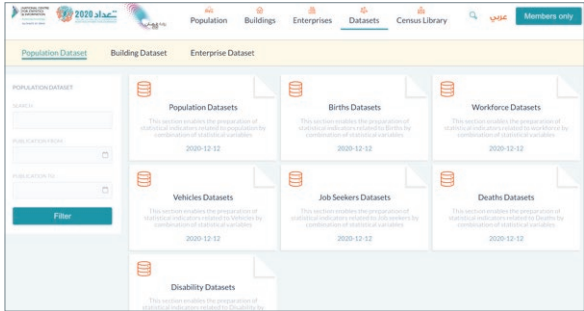 NATIONAL CENTRE
FOR STATISTICS
& INFORMATION
تعداد 2020
Population
Buildings
Enterprises
Datasets
Census Library
عربي
Members only
Population Dataset
Building Dataset
Enterprise Dataset
POPULATION DATASET
SEARCH
PUBLICATION FROM
PUBLICATION TO
Filter
Population Datasets
This section enables the preparation of
statistical indicators related to population by
combination of statistical variables
2020-12-12
Births Datasets
This section enables the preparation of
statistical indicators related to Births by
combination of statistical variables
2020-12-12
Workforce Datasets
This section enables the preparation of
statistical indicators related to workforce by
combination of statistical variables
2020-12-12
Vehicles Datasets
This section enables the preparation of
statistical indicators related to Vehicles by
combination of statistical variables
2020-12-12
Job Seekers Datasets
This section enables the preparation of
statistical indicators related to Job seekers by
combination of statistical variables
2020-12-12
Deaths Datasets
This section enables the preparation of
statistical indicators related to Deaths by
combination of statistical variables
2020-12-12
Disability Datasets
This section enables the preparation of
statistical indicators related to Disability by